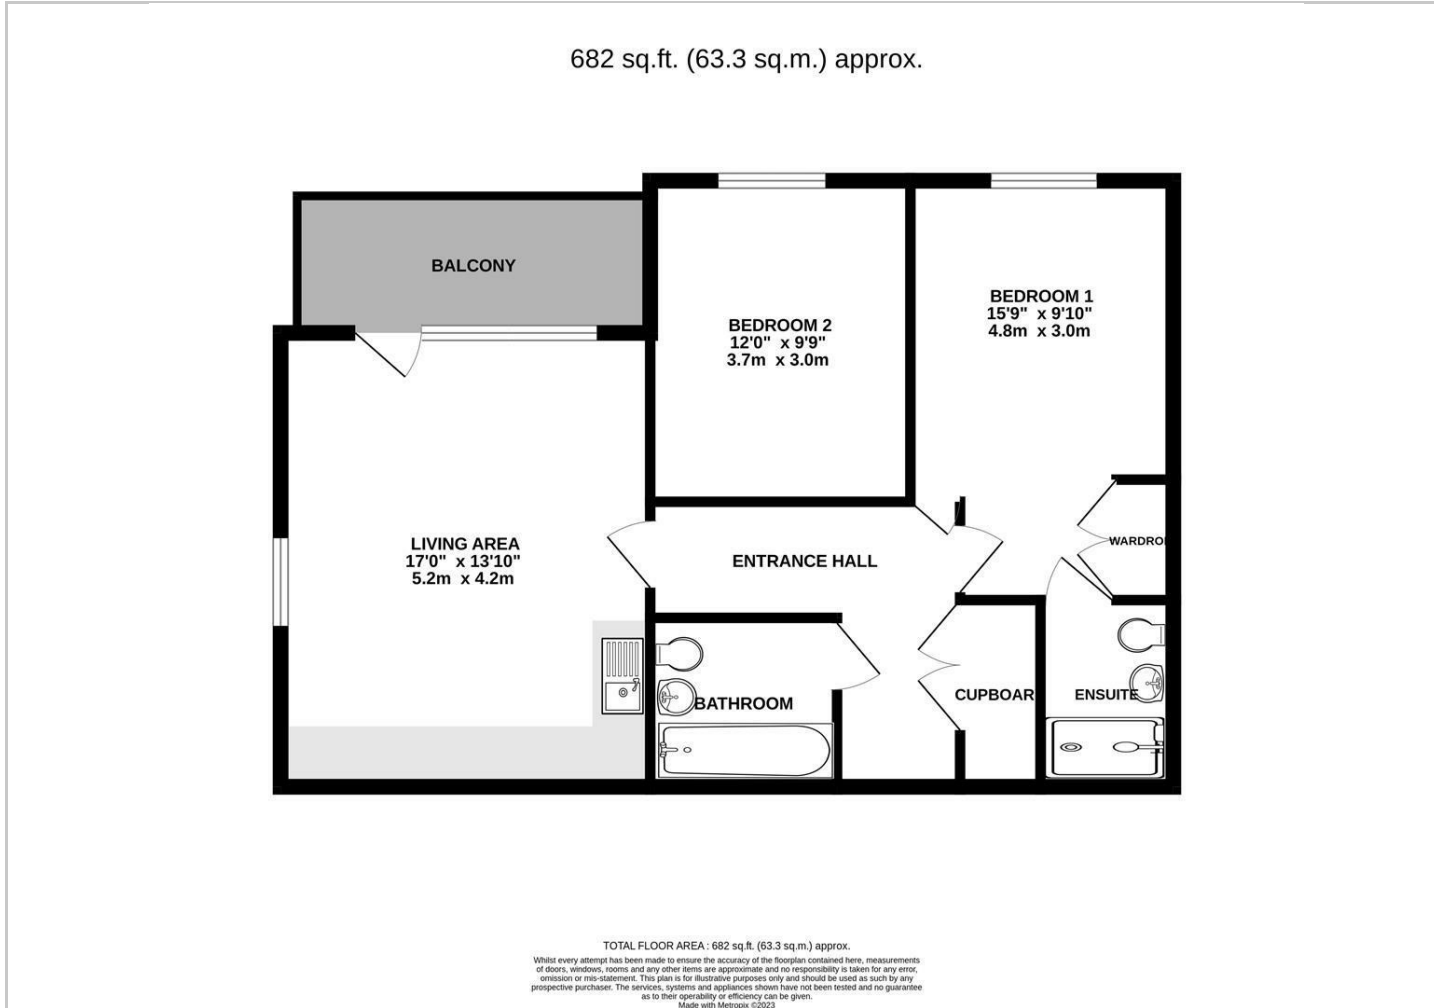 682 sq.ft. (63.3 sq.m.) approx.
BALCONY
BEDROOM 2
12'0" x 9'9"
3.7m x 3.0m
BEDROOM 1
15'9" x 9'10"
4.8m x 3.0m
LIVING AREA
17'0" x 13'10"
5.2m x 4.2m
ENTRANCE HALL
WARDROB
BATHROOM
CUPBOAR
ENSUITE
TOTAL FLOOR AREA : 682 sq.ft. (63.3 sq.m.) approx.
Whilst every attempt has been made to ensure the accuracy of the floorplan contained here, measurements
of doors, windows, rooms and any other items are approximate and no responsibility is taken for any error,
omission or mis-statement. This plan is for illustrative purposes only and should be used as such by any
prospective purchaser. The services, systems and appliances shown have not been tested and no guarantee
as to their operability or efficiency can be given.
Made with Metropix ©2023